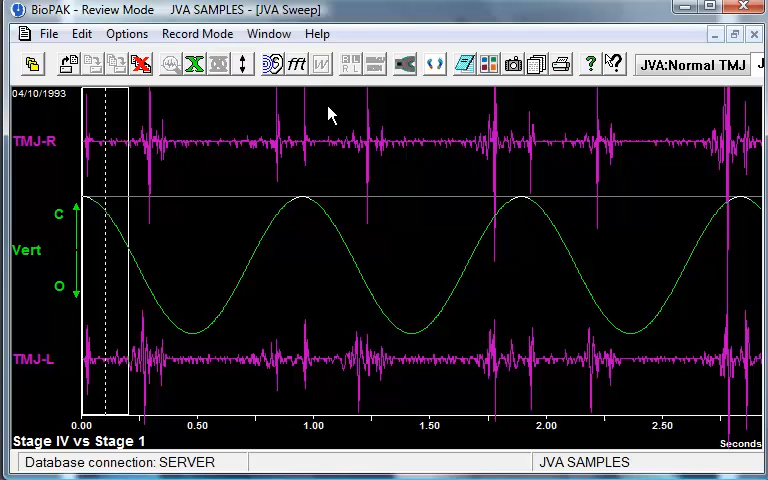 BioPAK - Review Mode JVA SAMPLES - [JVA Sweep]
File Edit Options Record Mode Window Help
fft W R L R L ? ? JVA:Normal TMJ
04/10/1993
TMJ-R
C
Vert
O
TMJ-L
0.00 0.50 1.00 1.50 2.00 2.50
Stage IV vs Stage 1
Seconds
Database connection: SERVER JVA SAMPLES